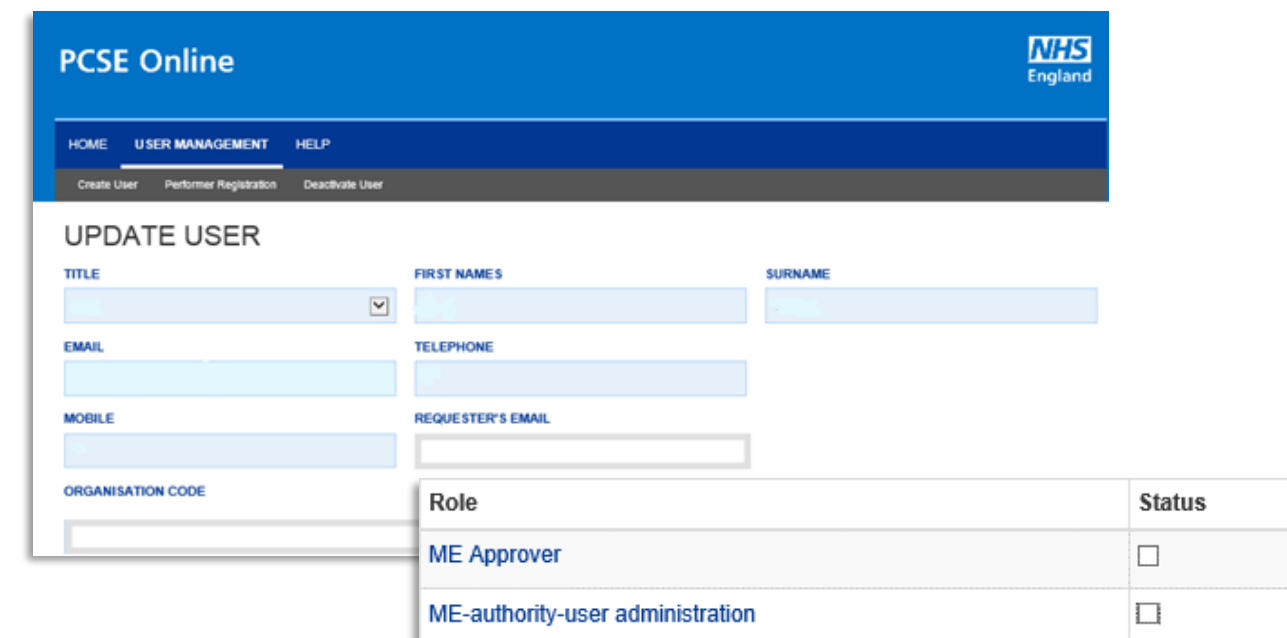 PCSE Online
NHS
England
HOME USER MANAGEMENT HELP
Create User Performer Registration Deactivate User
UPDATE USER
TITLE FIRST NAMES SURNAME
EMAIL TELEPHONE
MOBILE REQUESTER'S EMAIL
ORGANISATION CODE
Role Status
ME Approver
ME-authority-user administration